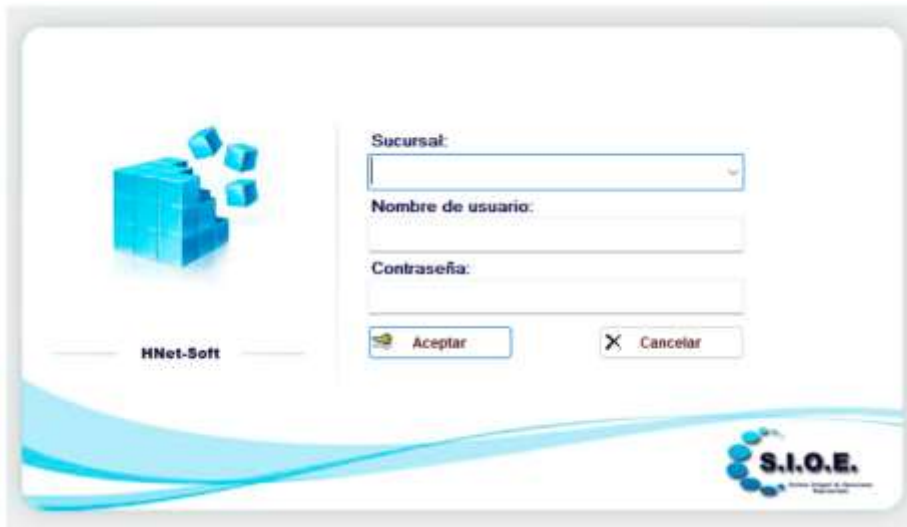 Sucursal:
Nombre de usuario:
Contraseña:
Aceptar
Cancelar
HNet-Soft
S.I.O.E.